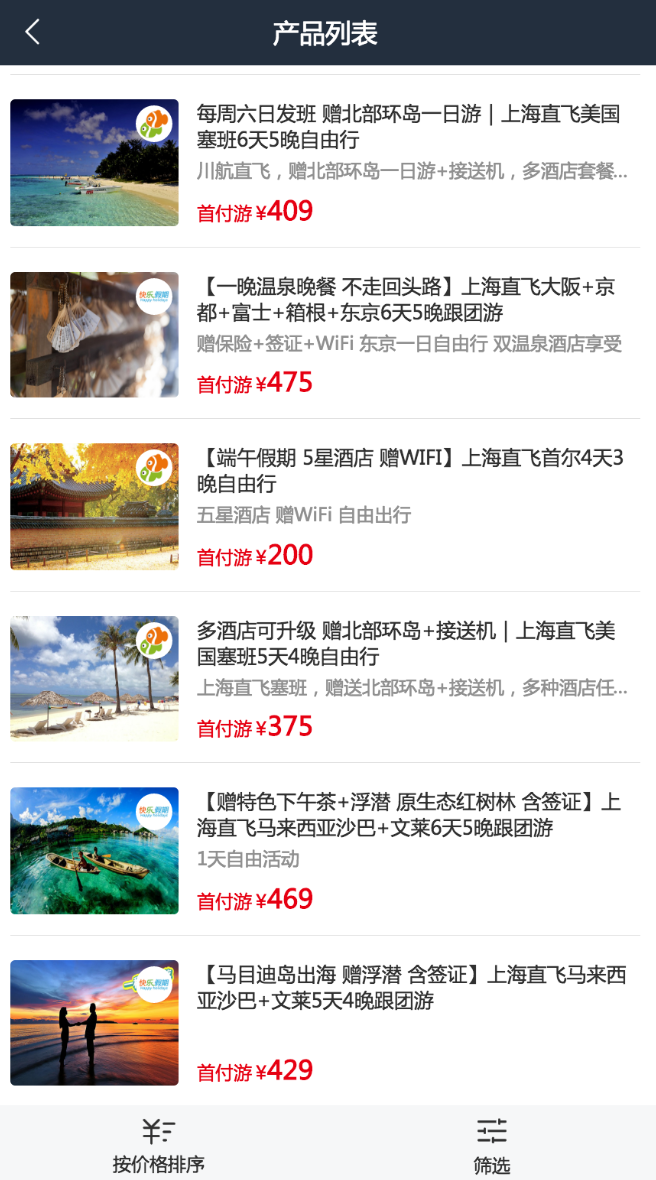 产品列表
每周六日发班 赠北部环岛一日游 | 上海直飞美国
塞班6天5晚自由行
川航直飞，赠北部环岛一日游+接送机，多酒店套餐...
首付游 ¥409
快乐假期
【一晚温泉晚餐 不走回头路】上海直飞大阪+京
都+富士+箱根+东京6天5晚跟团游
赠保险+签证+WiFi 东京一日自由行 双温泉酒店享受
首付游 ¥475
【端午假期 5星酒店 赠WIFI】上海直飞首尔4天3
晚自由行
五星酒店 赠WiFi 自由出行
首付游 ¥200
多酒店可升级 赠北部环岛+接送机 | 上海直飞美
国塞班5天4晚自由行
上海直飞塞班，赠送北部环岛+接送机，多种酒店任...
首付游 ¥375
快乐假期
【赠特色下午茶+浮潜 原生态红树林 含签证】上
海直飞马来西亚沙巴+文莱6天5晚跟团游
1天自由活动
首付游 ¥469
快乐假期
【马目迪岛出海 赠浮潜 含签证】上海直飞马来西
亚沙巴+文莱5天4晚跟团游
首付游 ¥429
按价格排序
筛选